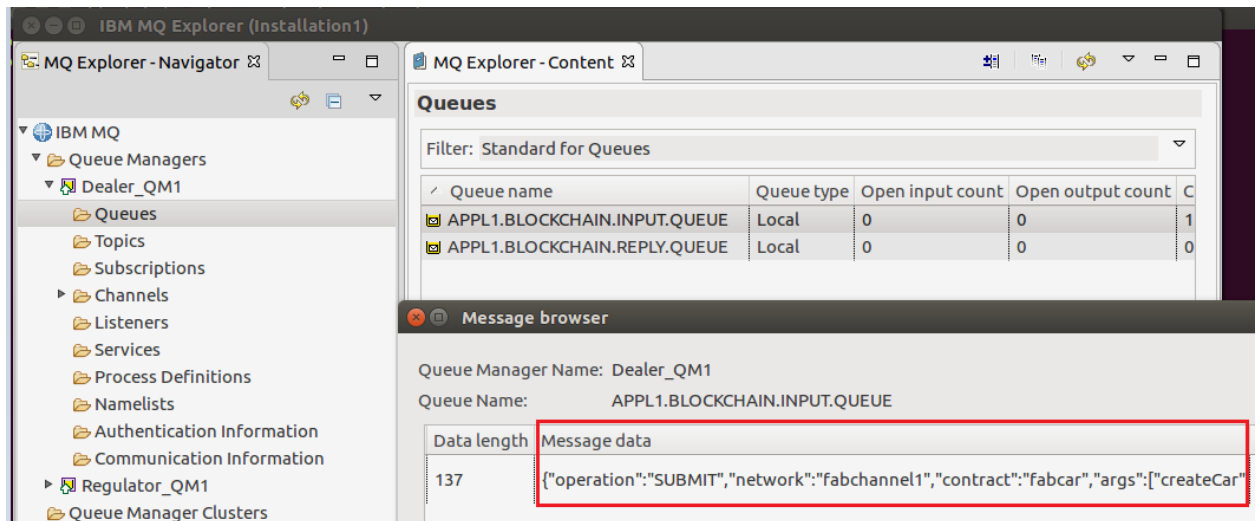 IBM MQ Explorer (Installation1)
MQ Explorer - Navigator
IBM MQ
Queue Managers
Dealer_QM1
Queues
Topics
Subscriptions
Channels
Listeners
Services
Process Definitions
Namelists
Authentication Information
Communication Information
Regulator_QM1
Queue Manager Clusters
MQ Explorer - Content
Queues
Filter: Standard for Queues
Queue name Queue type Open input count Open output count C
APPL1.BLOCKCHAIN.INPUT.QUEUE Local 0 0 1
APPL1.BLOCKCHAIN.REPLY.QUEUE Local 0 0 0
Message browser
Queue Manager Name: Dealer_QM1
Queue Name: APPL1.BLOCKCHAIN.INPUT.QUEUE
Data length Message data
137 {"operation":"SUBMIT","network":"fabchannel1","contract":"fabcar","args":["createCar"